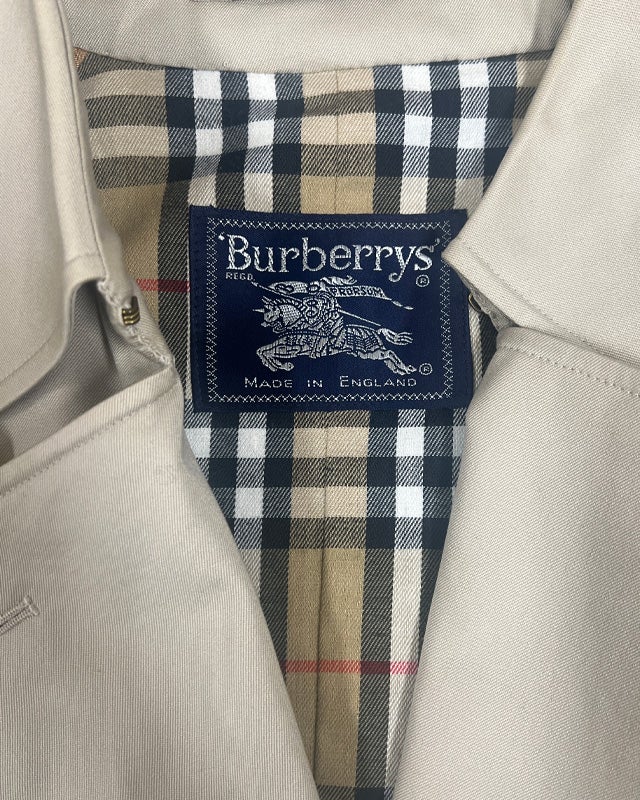 'Burberrys'
REGD.
PRORSUM
®
MADE IN ENGLAND
®